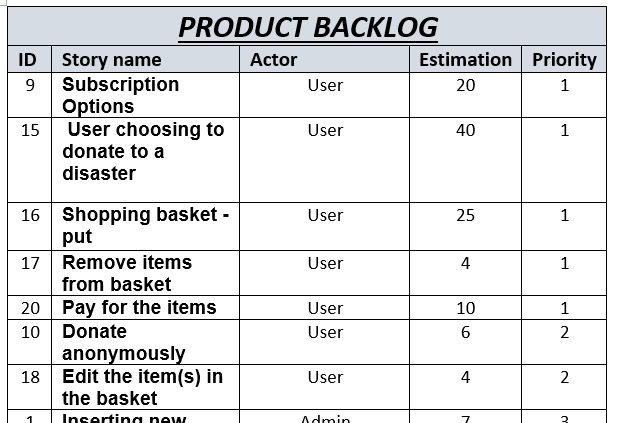 PRODUCT BACKLOG
ID Story name Actor Estimation Priority
9 Subscription User 20 1
Options
15 User choosing to User 40 1
donate to a
disaster
16 Shopping basket - User 25 1
put
17 Remove items User 4 1
from basket
20 Pay for the items User 10 1
10 Donate User 6 2
anonymously
18 Edit the item(s) in User 4 2
the basket
1 Inserting new Admin 7 3